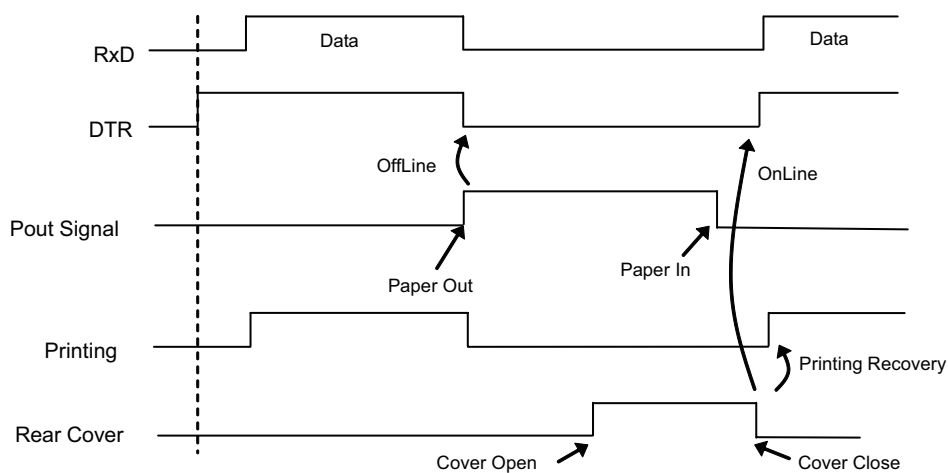 RxD
Data
Data
DTR
OffLine
OnLine
Pout Signal
Paper Out
Paper In
Printing
Printing Recovery
Rear Cover
Cover Open
Cover Close